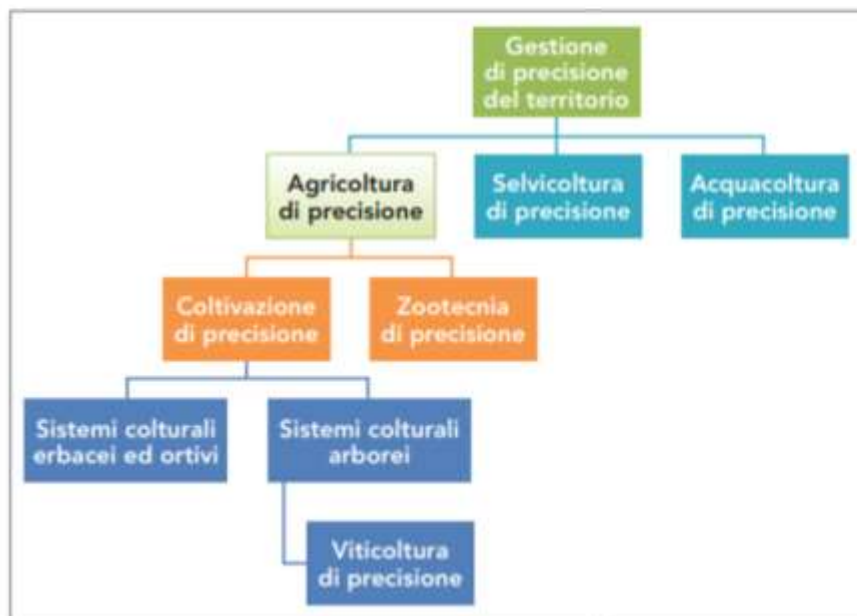 Gestione
di precisione
del territorio
Agricoltura
di precisione
Selvicoltura
di precisione
Acquacoltura
di precisione
Coltivazione
di precisione
Zootecnia
di precisione
Sistemi colturali
erbacei ed ortivi
Sistemi colturali
arborei
Viticoltura
di precisione